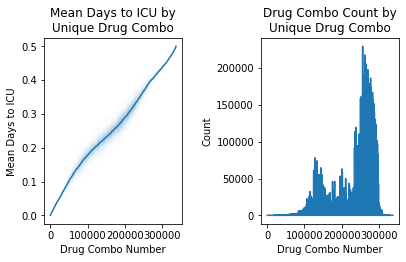 Mean Days to ICU by
Unique Drug Combo
Mean Days to ICU
0.5
0.4
0.3
0.2
0.1
0.0
0
100000
200000
300000
Drug Combo Number
Drug Combo Count by
Unique Drug Combo
Count
200000
150000
100000
50000
0
0
100000
200000
300000
Drug Combo Number